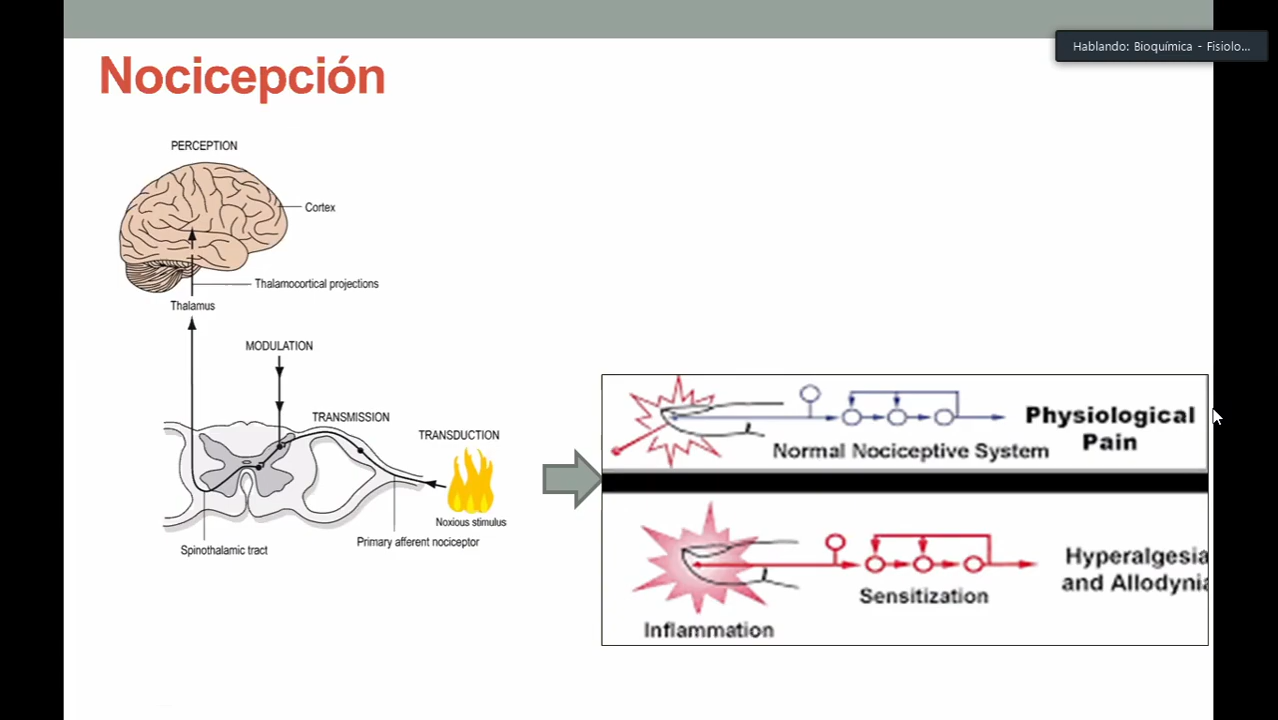 Hablando: Bioquímica - Fisiolo...
Nocicepción
PERCEPTION
Cortex
Thalamocortical projections
Thalamus
MODULATION
TRANSMISSION
TRANSDUCTION
Noxious stimulus
Primary afferent nociceptor
Spinothalamic tract
Physiological
Pain
Normal Nociceptive System
Hyperalgesia
and Allodynia
Sensitization
Inflammation